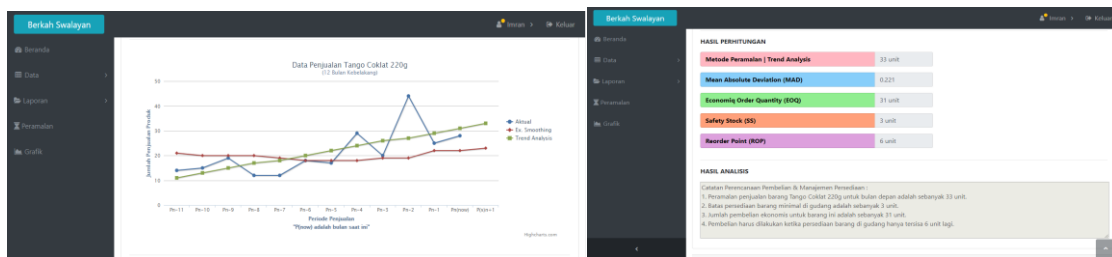 Berkah Swalayan
Imran >
Keluar
Beranda
Data
Laporan
Peramalan
Grafik
Data Penjualan Tango Coklat 220g
(12 Bulan Kebelakang)
Jumlah Penjualan Produk
50
40
30
20
10
0
Pn-11 Pn-10 Pn-9 Pn-8 Pn-7 Pn-6 Pn-5 Pn-4 Pn-3 Pn-2 Pn-1 Pn(now) P(n)+1
Periode Penjualan
"P(now) adalah bulan saat ini"
Aktual
Ex. Smoothing
Trend Analysis
Highcharts.com
Berkah Swalayan
Imran >
Keluar
Beranda
Data
Laporan
Peramalan
Grafik
HASIL PERHITUNGAN
Metode Peramalan | Trend Analysis 33 unit
Mean Absolute Deviation (MAD) 0.221
Economiq Order Quantity (EOQ) 31 unit
Safety Stock (SS) 3 unit
Reorder Point (ROP) 6 unit
HASIL ANALISIS
Catatan Perencanaan Pembelian & Manajemen Persediaan :
1. Peramalan penjualan barang Tango Coklat 220g untuk bulan depan adalah sebanyak 33 unit.
2. Batas persediaan barang minimal di gudang adalah sebanyak 3 unit.
3. Jumlah pembelian ekonomis untuk barang ini adalah sebanyak 31 unit.
4. Pembelian harus dilakukan ketika persediaan barang di gudang hanya tersisa 6 unit lagi.